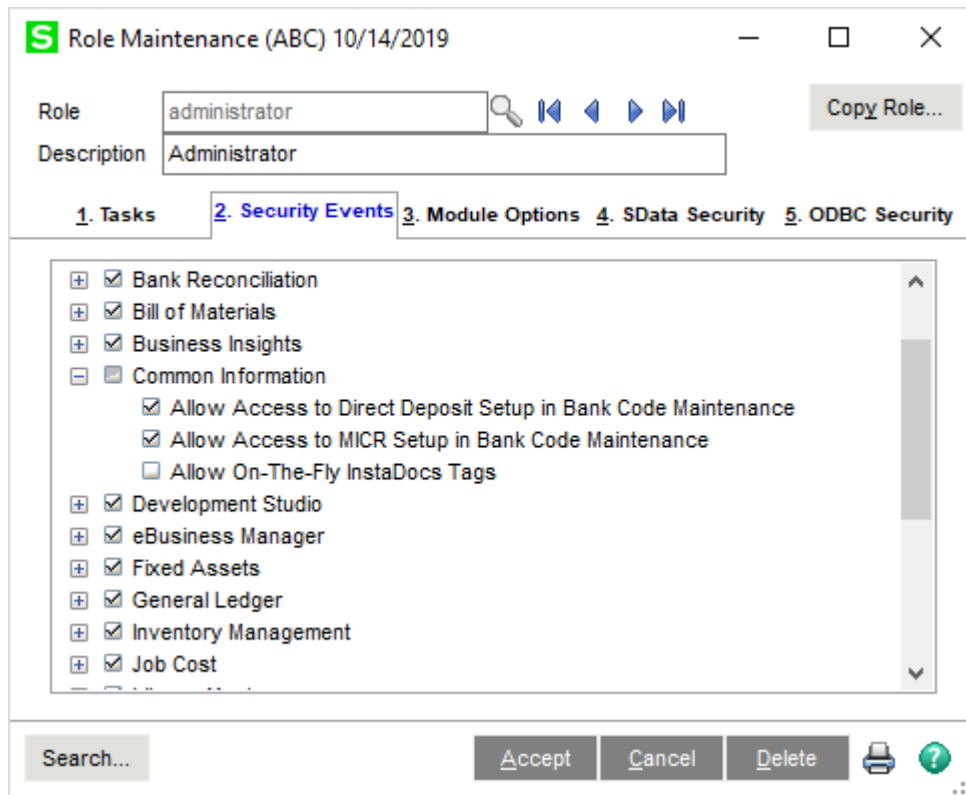 S Role Maintenance (ABC) 10/14/2019
Role administrator Copy Role...
Description Administrator
1. Tasks 2. Security Events 3. Module Options 4. SData Security 5. ODBC Security
Bank Reconciliation
Bill of Materials
Business Insights
Common Information
Allow Access to Direct Deposit Setup in Bank Code Maintenance
Allow Access to MICR Setup in Bank Code Maintenance
Allow On-The-Fly InstaDocs Tags
Development Studio
eBusiness Manager
Fixed Assets
General Ledger
Inventory Management
Job Cost
Search... Accept Cancel Delete ?